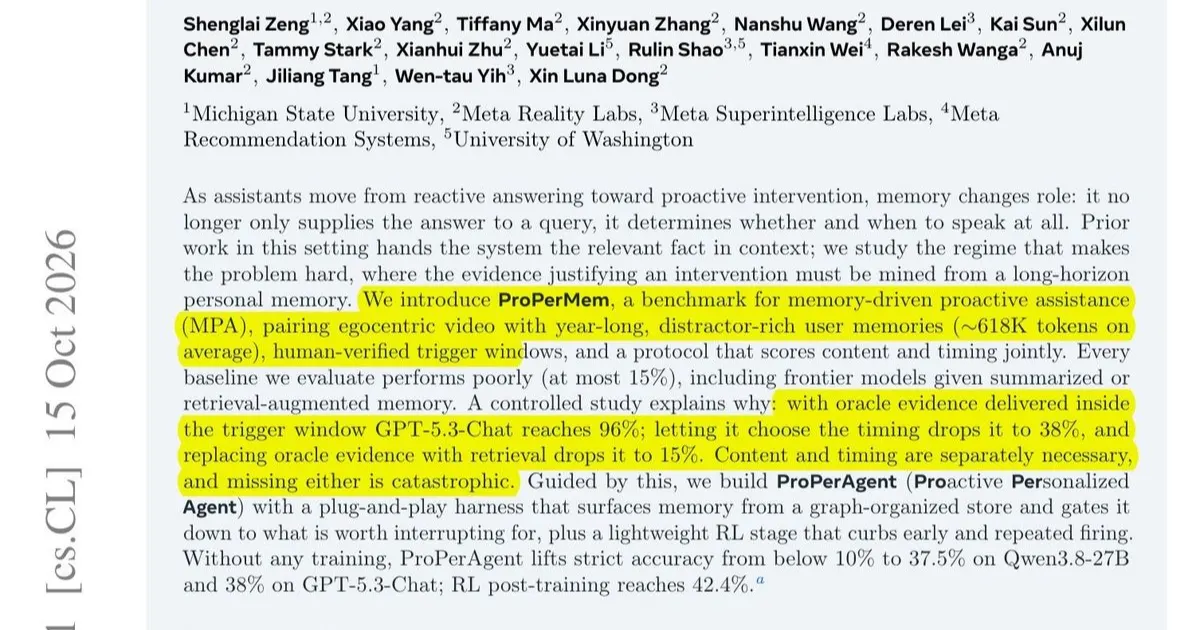 Shenglai Zeng1,2, Xiao Yang2, Tiffany Ma2, Xinyuan Zhang2, Nanshu Wang2, Deren Lei3, Kai Sun2, Xilun
Chen2, Tammy Stark2, Xianhui Zhu2, Yuetai Li5, Rulin Shao3,5, Tianxin Wei4, Rakesh Wanga2, Anuj
Kumar2, Jiliang Tang1, Wen-tau Yih3, Xin Luna Dong2
1Michigan State University, 2Meta Reality Labs, 3Meta Superintelligence Labs, 4Meta
Recommendation Systems, 5University of Washington
As assistants move from reactive answering toward proactive intervention, memory changes role: it no
longer only supplies the answer to a query, it determines whether and when to speak at all. Prior
work in this setting hands the system the relevant fact in context; we study the regime that makes
the problem hard, where the evidence justifying an intervention must be mined from a long-horizon
personal memory. We introduce ProPerMem, a benchmark for memory-driven proactive assistance
(MPA), pairing egocentric video with year-long, distractor-rich user memories (~618K tokens on
average), human-verified trigger windows, and a protocol that scores content and timing jointly. Every
baseline we evaluate performs poorly (at most 15%), including frontier models given summarized or
retrieval-augmented memory. A controlled study explains why: with oracle evidence delivered inside
the trigger window GPT-5.3-Chat reaches 96%; letting it choose the timing drops it to 38%, and
replacing oracle evidence with retrieval drops it to 15%. Content and timing are separately necessary,
and missing either is catastrophic. Guided by this, we build ProPerAgent (Proactive Personalized
Agent) with a plug-and-play harness that surfaces memory from a graph-organized store and gates it
down to what is worth interrupting for, plus a lightweight RL stage that curbs early and repeated firing.
Without any training, ProPerAgent lifts strict accuracy from below 10% to 37.5% on Qwen3.8-27B
and 38% on GPT-5.3-Chat; RL post-training reaches 42.4%.a
[cs.CL] 15 Oct 2026